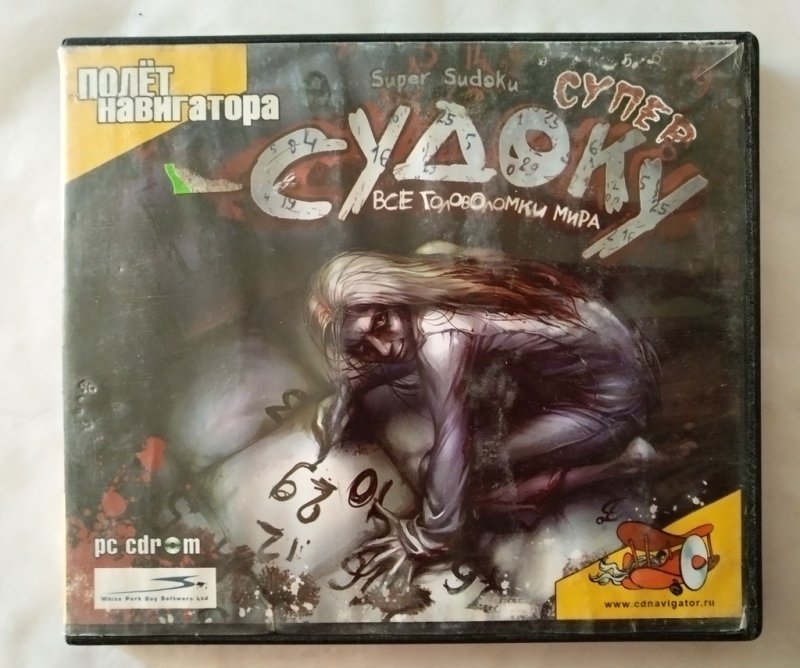 полёт
навигатора
Super Sudoku
СУПЕР
СУДОКУ
ВСЕ ГОЛОВОЛОМКИ МИРА
pc cdrom
White Park Bay Software Ltd
www.cdnavigator.ru